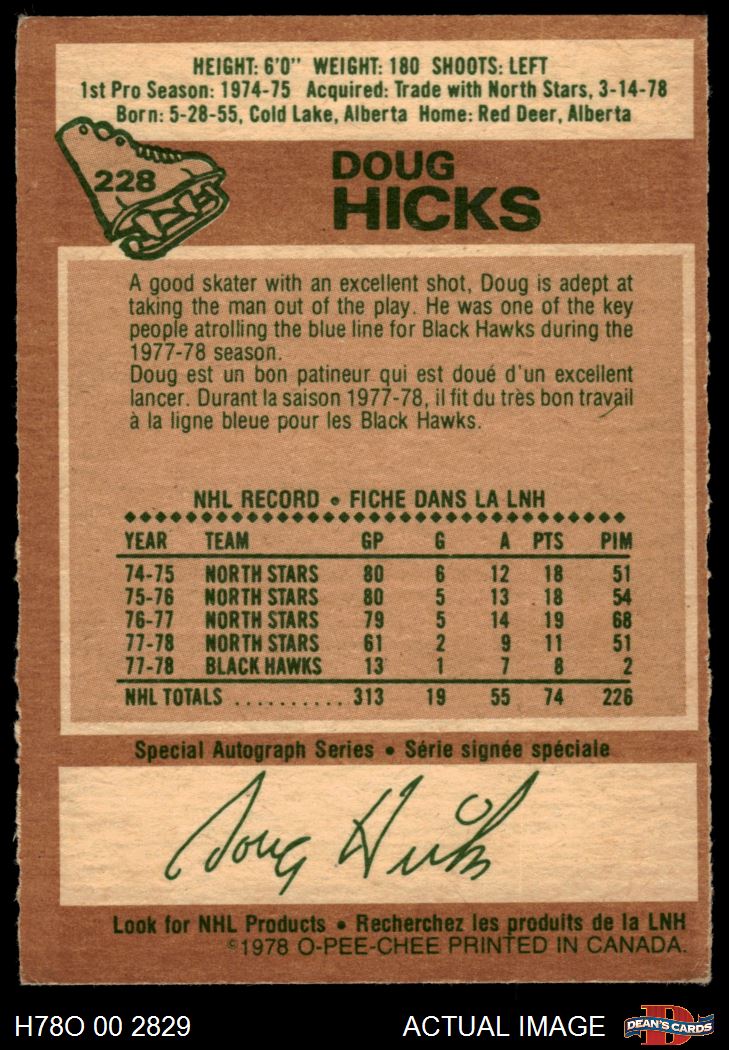 HEIGHT: 6'0" WEIGHT: 180 SHOOTS: LEFT
1st Pro Season: 1974-75 Acquired: Trade with North Stars, 3-14-78
Born: 5-28-55, Cold Lake, Alberta Home: Red Deer, Alberta
228
DOUG
HICKS
A good skater with an excellent shot, Doug is adept at
taking the man out of the play. He was one of the key
people atrolling the blue line for Black Hawks during the
1977-78 season.
Doug est un bon patineur qui est doué d'un excellent
lancer. Durant la saison 1977-78, il fit du très bon travail
à la ligne bleue pour les Black Hawks.
NHL RECORD • FICHE DANS LA LNH
YEAR TEAM GP G A PTS PIM
74-75 NORTH STARS 80 6 12 18 51
75-76 NORTH STARS 80 5 13 18 54
76-77 NORTH STARS 79 5 14 19 68
77-78 NORTH STARS 61 2 9 11 51
77-78 BLACK HAWKS 13 1 7 8 2
NHL TOTALS .......... 313 19 55 74 226
Special Autograph Series • Série signée spéciale
Doug Hicks
Look for NHL Products • Recherchez les produits de la LNH
©1978 O-PEE-CHEE PRINTED IN CANADA.
H78O 00 2829 ACTUAL IMAGE DEAN'S CARDS